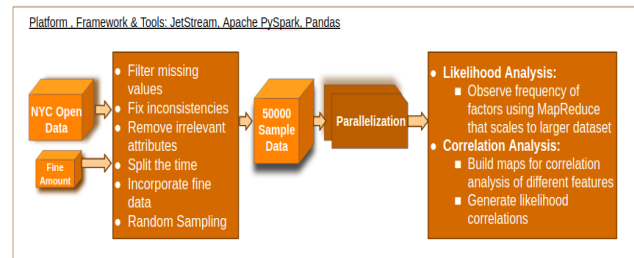 Platform , Framework & Tools: JetStream, Apache PySpark, Pandas
NYC Open
Data
Fine
Amount
• Filter missing
values
• Fix inconsistencies
• Remove irrelevant
attributes
• Split the time
• Incorporate fine
data
• Random Sampling
50000
Sample
Data
Parallelization
• Likelihood Analysis:
■ Observe frequency of
factors using MapReduce
that scales to larger dataset
• Correlation Analysis:
■ Build maps for correlation
analysis of different features
■ Generate likelihood
correlations